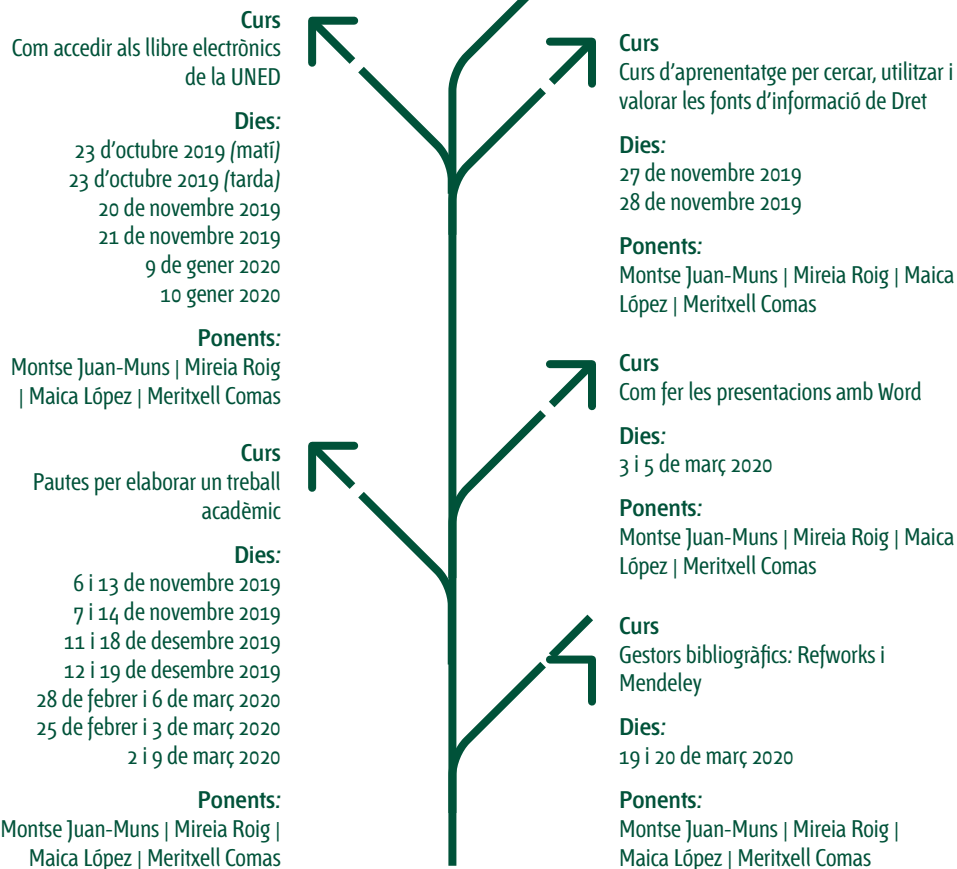 Curs
Com accedir als llibre electrònics
de la UNED
Dies:
23 d'octubre 2019 (matí)
23 d'octubre 2019 (tarda)
20 de novembre 2019
21 de novembre 2019
9 de gener 2020
10 gener 2020
Ponents:
Montse Juan-Muns | Mireia Roig
| Maica López | Meritxell Comas
Curs
Pautes per elaborar un treball
acadèmic
Dies:
6 i 13 de novembre 2019
7 i 14 de novembre 2019
11 i 18 de desembre 2019
12 i 19 de desembre 2019
28 de febrer i 6 de març 2020
25 de febrer i 3 de març 2020
2 i 9 de març 2020
Ponents:
Montse Juan-Muns | Mireia Roig |
Maica López | Meritxell Comas
Curs
Curs d'aprenentatge per cercar, utilitzar i
valorar les fonts d'informació de Dret
Dies:
27 de novembre 2019
28 de novembre 2019
Ponents:
Montse Juan-Muns | Mireia Roig | Maica
López | Meritxell Comas
Curs
Com fer les presentacions amb Word
Dies:
3 i 5 de març 2020
Ponents:
Montse Juan-Muns | Mireia Roig | Maica
López | Meritxell Comas
Curs
Gestors bibliogràfics: Refworks i
Mendeley
Dies:
19 i 20 de març 2020
Ponents:
Montse Juan-Muns | Mireia Roig |
Maica López | Meritxell Comas